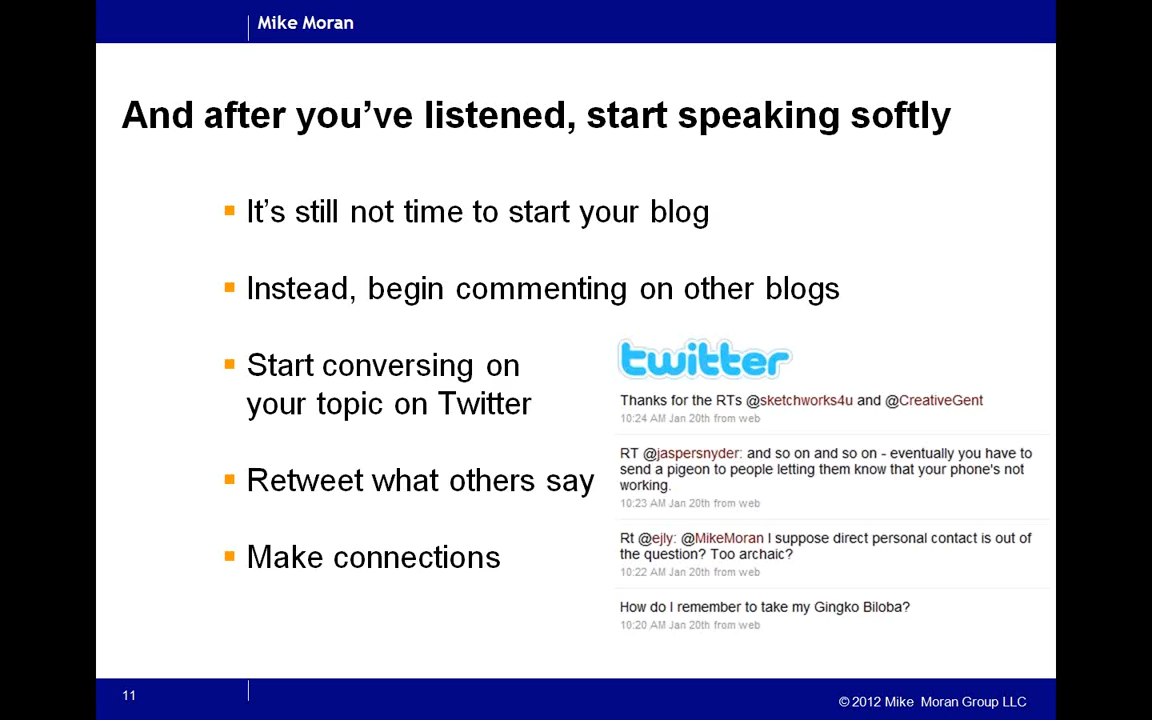 Mike Moran
And after you’ve listened, start speaking softly
It’s still not time to start your blog
Instead, begin commenting on other blogs
Start conversing on
your topic on Twitter
Retweet what others say
Make connections
twitter
Thanks for the RTs @sketchworks4u and @CreativeGent
10:24 AM Jan 20th from web
RT @jaspersnyder: and so on and so on - eventually you have to
send a pigeon to people letting them know that your phone's not
working.
10:23 AM Jan 20th from web
Rt @ejly: @MikeMoran I suppose direct personal contact is out of
the question? Too archaic?
10:22 AM Jan 20th from web
How do I remember to take my Gingko Biloba?
10:20 AM Jan 20th from web
11
© 2012 Mike Moran Group LLC